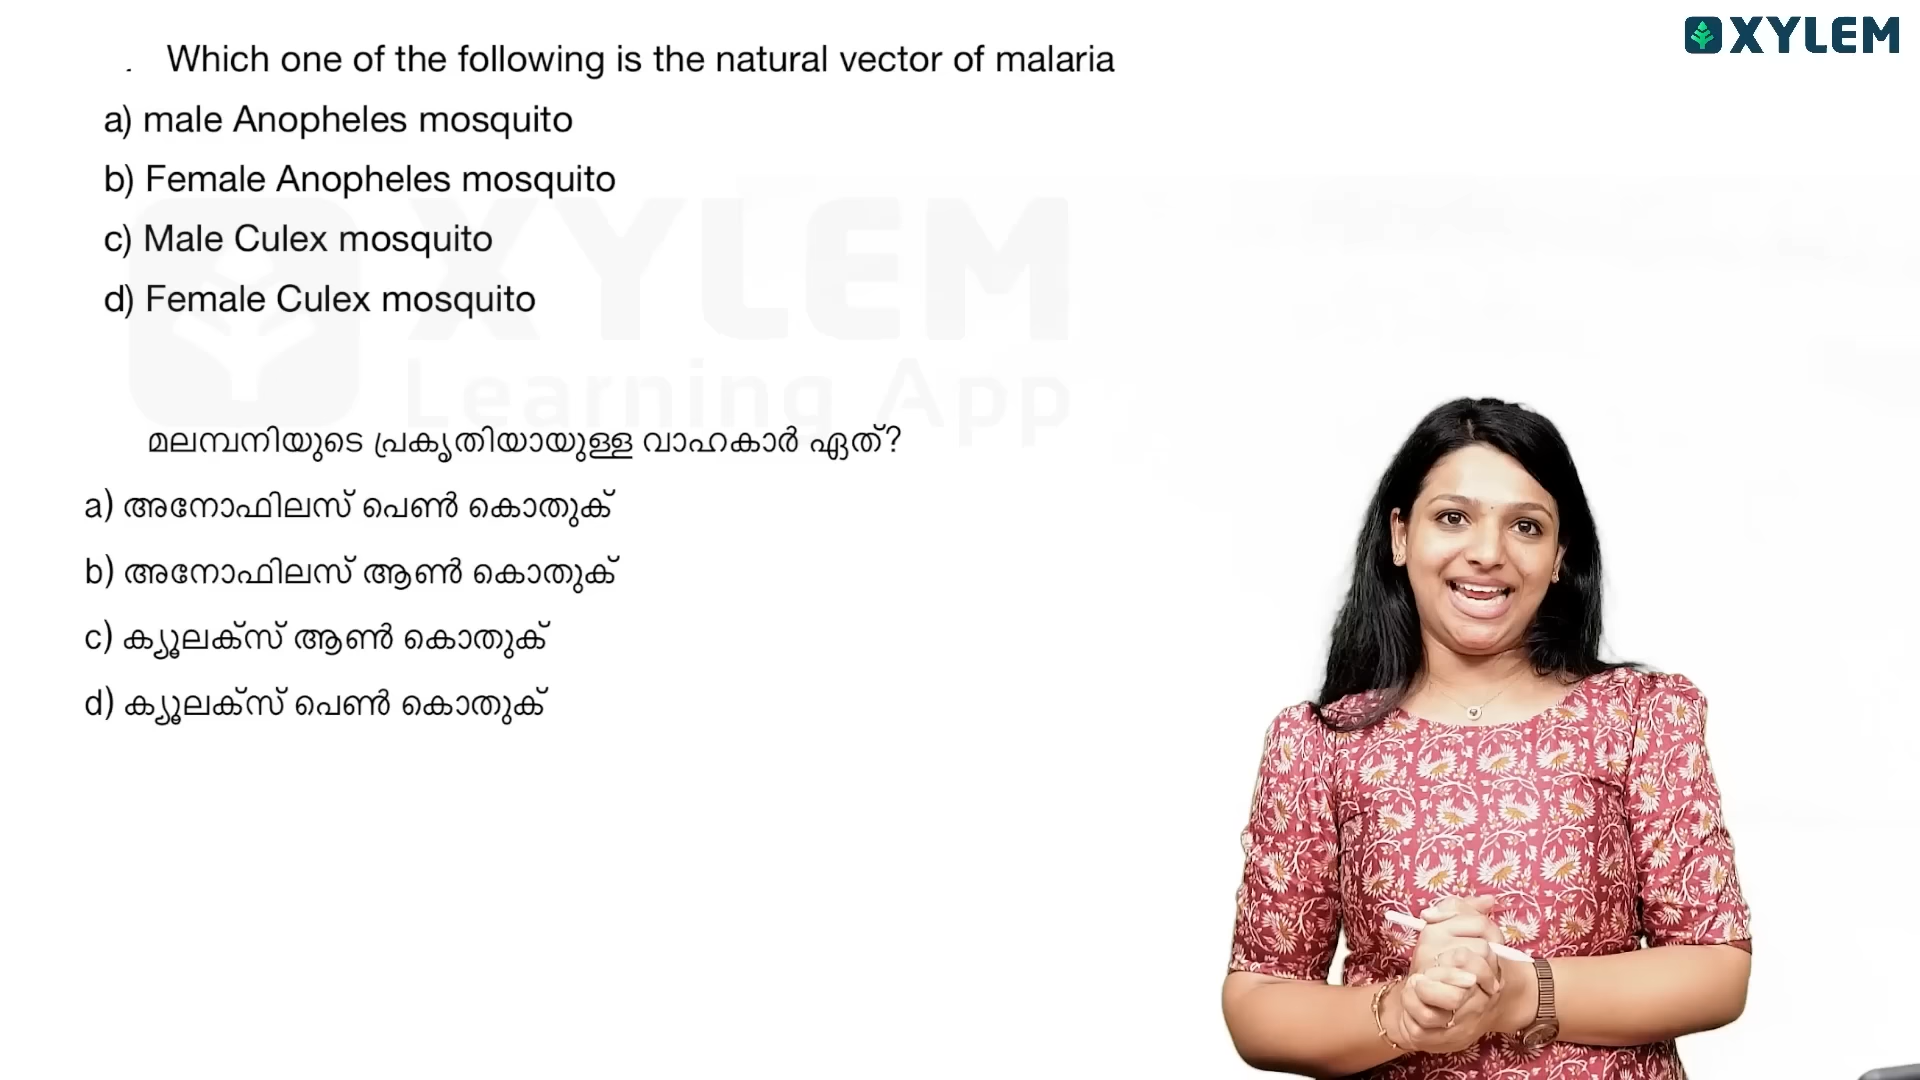 XYLEM
. Which one of the following is the natural vector of malaria
a) male Anopheles mosquito
b) Female Anopheles mosquito
c) Male Culex mosquito
d) Female Culex mosquito
XYLEM
Learning App
മലമ്പനിയുടെ പ്രകൃതിയായുള്ള വാഹകാർ ഏത്?
a) അനോഫിലസ് പെൺ കൊതുക്
b) അനോഫിലസ് ആൺ കൊതുക്
c) ക്യൂലക്സ് ആൺ കൊതുക്
d) ക്യൂലക്സ് പെൺ കൊതുക്